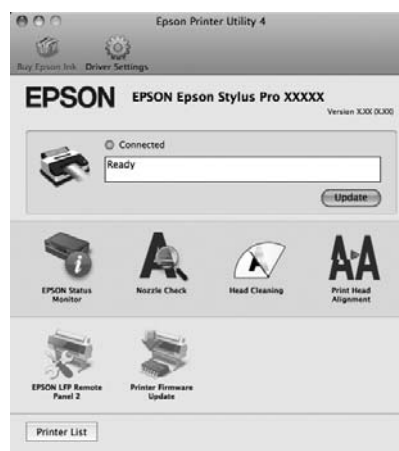 Epson Printer Utility 4
Buy Epson Ink Driver Settings
EPSON EPSON Epson Stylus Pro XXXXX
Version X.XX (X.XX)
Connected
Ready
Update
EPSON Status Monitor
Nozzle Check
Head Cleaning
Print Head Alignment
EPSON LFP Remote Panel 2
Printer Firmware Update
Printer List